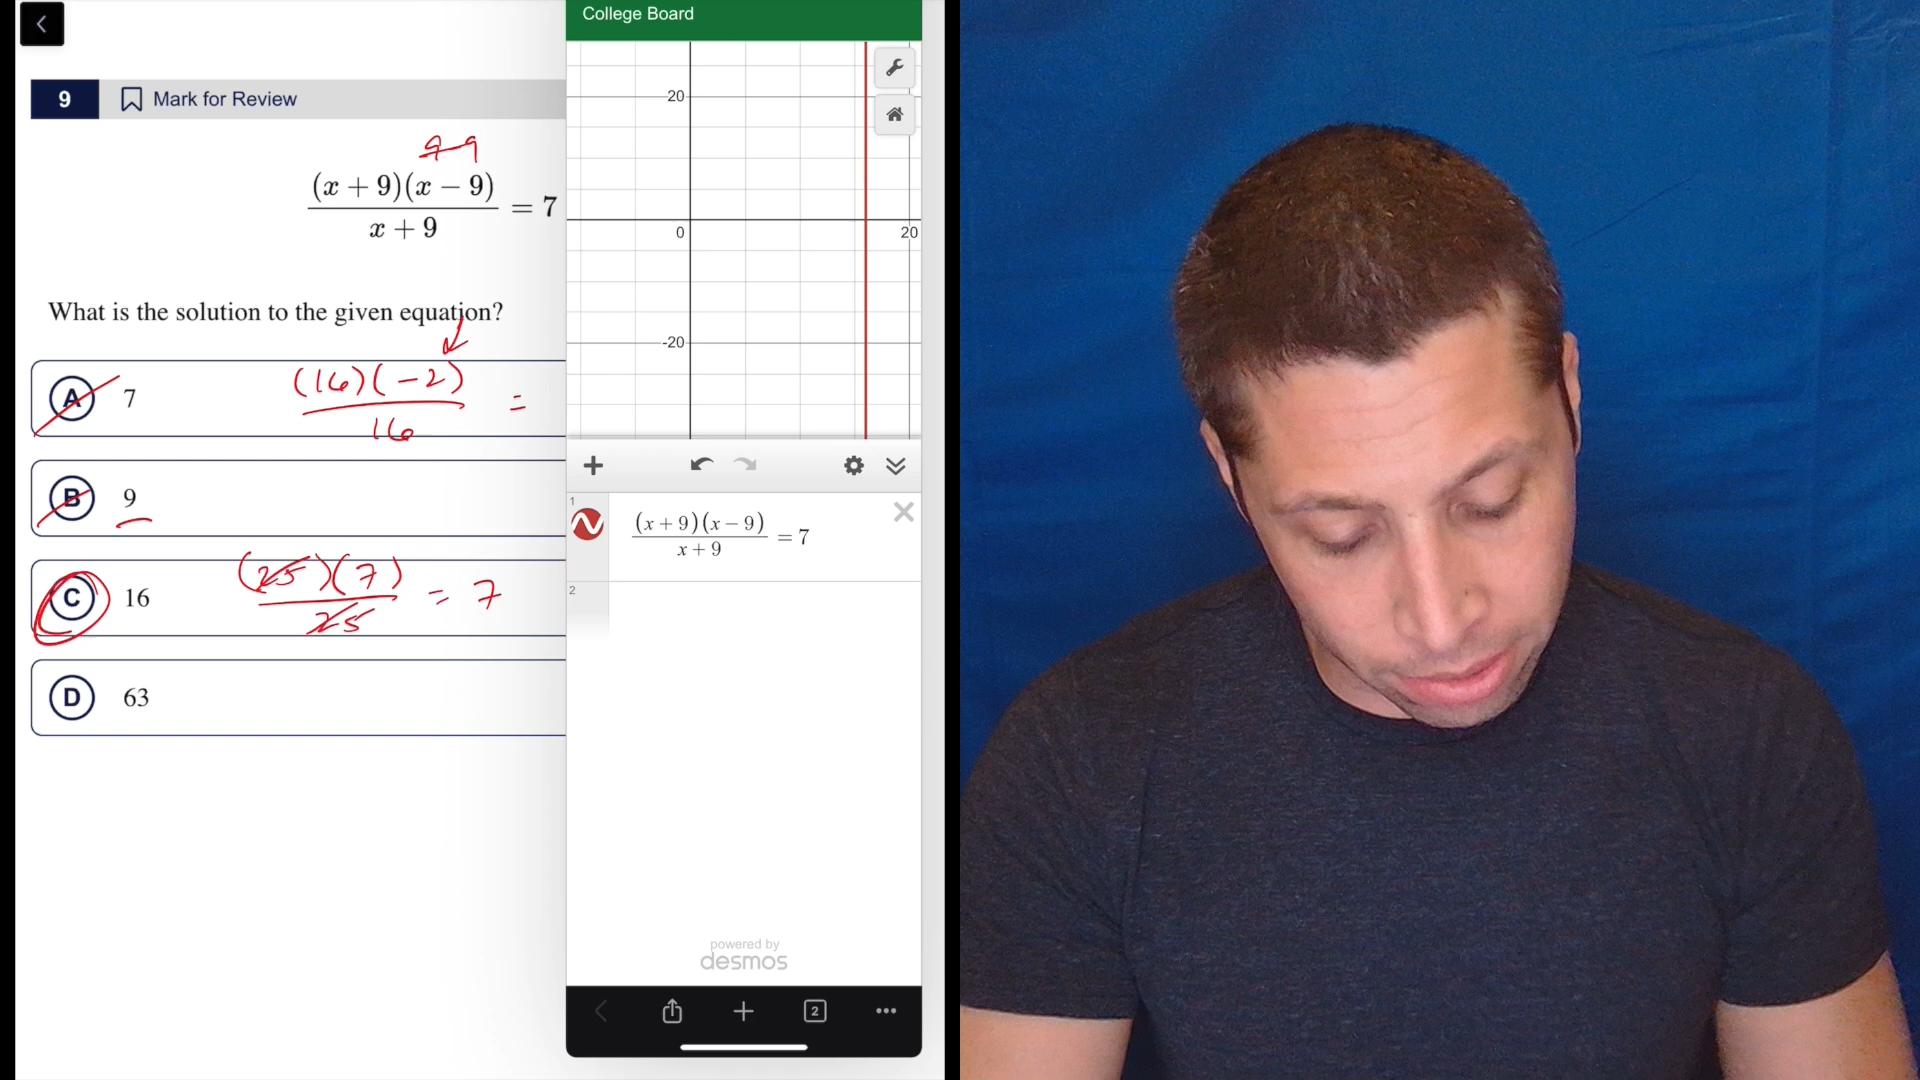 9
Mark for Review
9-9
(x + 9)(x − 9)
x + 9
= 7
What is the solution to the given equation?
A 7
(16)(-2)
16
=
B 9
C 16
(25)(7)
25
= 7
D 63
College Board
20
0
20
-20
1
(x + 9)(x − 9)
x + 9
= 7
2
powered by
desmos
2